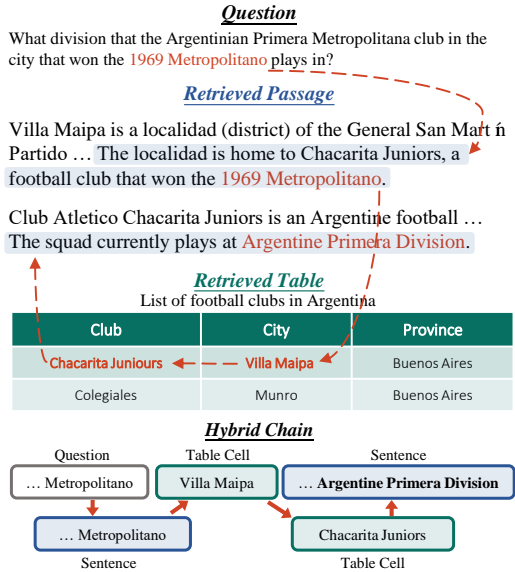 Question
What division that the Argentinian Primera Metropolitana club in the
city that won the 1969 Metropolitano plays in?
Retrieved Passage
Villa Maipa is a localidad (district) of the General San Mart ń
Partido … The localidad is home to Chacarita Juniors, a
football club that won the 1969 Metropolitano.
Club Atletico Chacarita Juniors is an Argentine football …
The squad currently plays at Argentine Primera Division.
Retrieved Table
List of football clubs in Argentina
Club City Province
Chacarita Juniours Villa Maipa Buenos Aires
Colegiales Munro Buenos Aires
Hybrid Chain
Question Table Cell Sentence
… Metropolitano Villa Maipa … Argentine Primera Division
… Metropolitano Chacarita Juniors
Sentence Table Cell